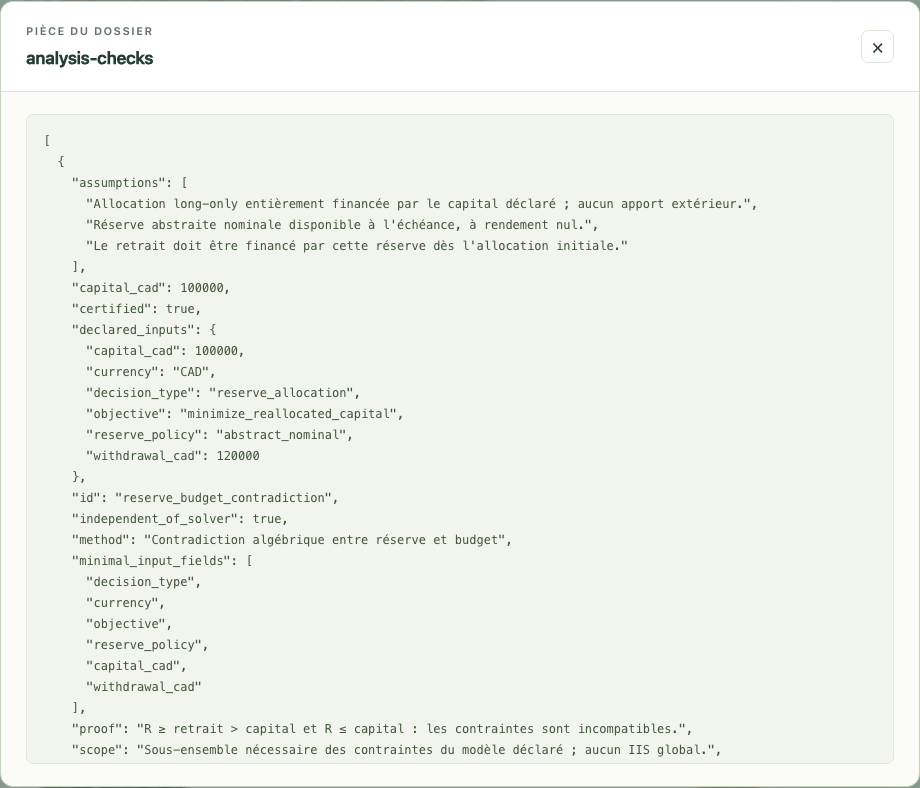 PIÈCE DU DOSSIER
analysis-checks
×
[
  {
    "assumptions": [
      "Allocation long-only entièrement financée par le capital déclaré ; aucun apport extérieur.",
      "Réserve abstraite nominale disponible à l'échéance, à rendement nul.",
      "Le retrait doit être financé par cette réserve dès l'allocation initiale."
    ],
    "capital_cad": 100000,
    "certified": true,
    "declared_inputs": {
      "capital_cad": 100000,
      "currency": "CAD",
      "decision_type": "reserve_allocation",
      "objective": "minimize_reallocated_capital",
      "reserve_policy": "abstract_nominal",
      "withdrawal_cad": 120000
    },
    "id": "reserve_budget_contradiction",
    "independent_of_solver": true,
    "method": "Contradiction algébrique entre réserve et budget",
    "minimal_input_fields": [
      "decision_type",
      "currency",
      "objective",
      "reserve_policy",
      "capital_cad",
      "withdrawal_cad"
    ],
    "proof": "R ≥ retrait > capital et R ≤ capital : les contraintes sont incompatibles.",
    "scope": "Sous-ensemble nécessaire des contraintes du modèle déclaré ; aucun IIS global.",